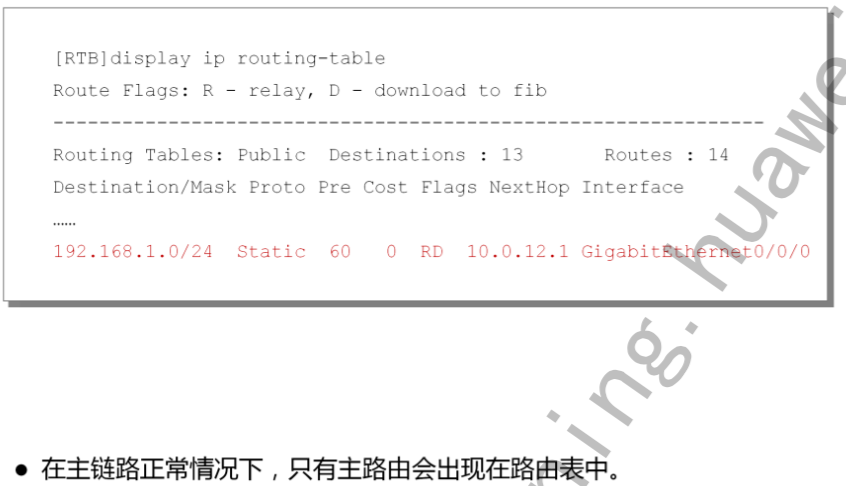 [RTB]display ip routing-table
Route Flags: R - relay, D - download to fib
----------------------------------------------------------------
Routing Tables: Public  Destinations : 13       Routes : 14
Destination/Mask Proto Pre Cost Flags NextHop Interface
……
192.168.1.0/24  Static  60   0  RD  10.0.12.1 GigabitEthernet0/0/0
● 在主链路正常情况下，只有主路由会出现在路由表中。
ning.huawe